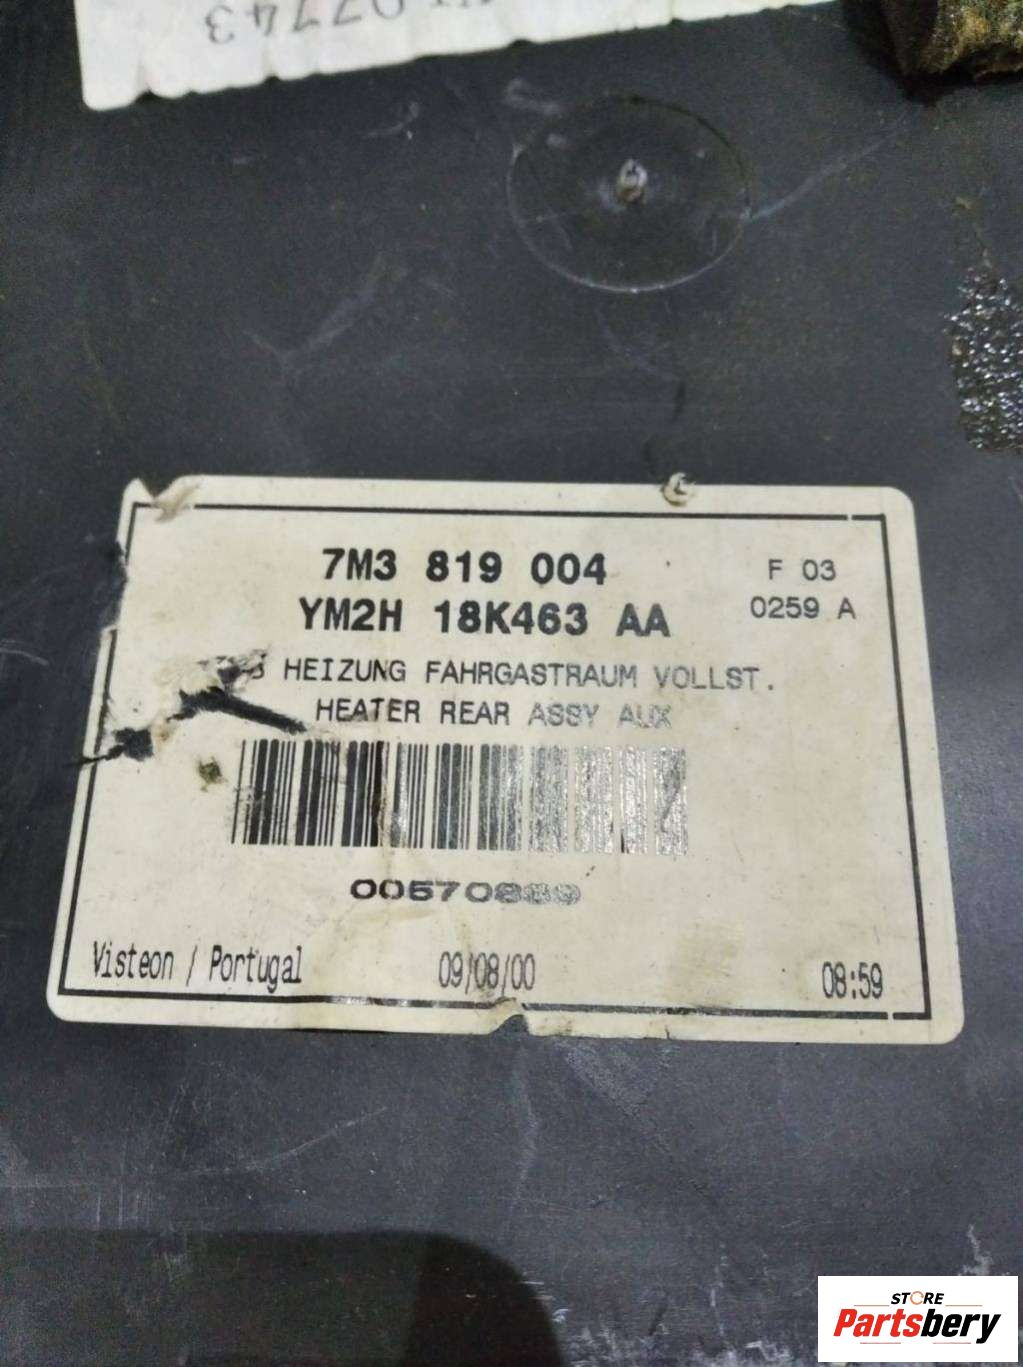 07743
7M3 819 004 F 03
YM2H 18K463 AA 0259 A
HEIZUNG FAHRGASTRAUM VOLLST.
HEATER REAR ASSY AUX
00570889
Visteon / Portugal 09/08/00 08:59
STORE
Partsbery